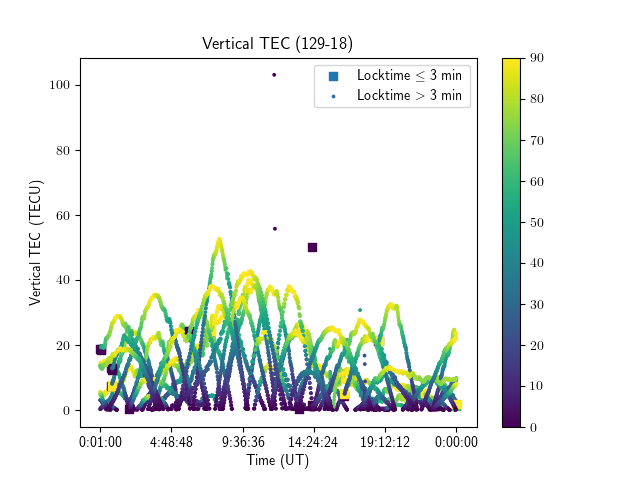 Vertical TEC (129-18)
Locktime ≤ 3 min
Locktime > 3 min
Vertical TEC (TECU)
100
80
60
40
20
0
0:01:00 4:48:48 9:36:36 14:24:24 19:12:12 0:00:00
Time (UT)
90
80
70
60
50
40
30
20
10
0